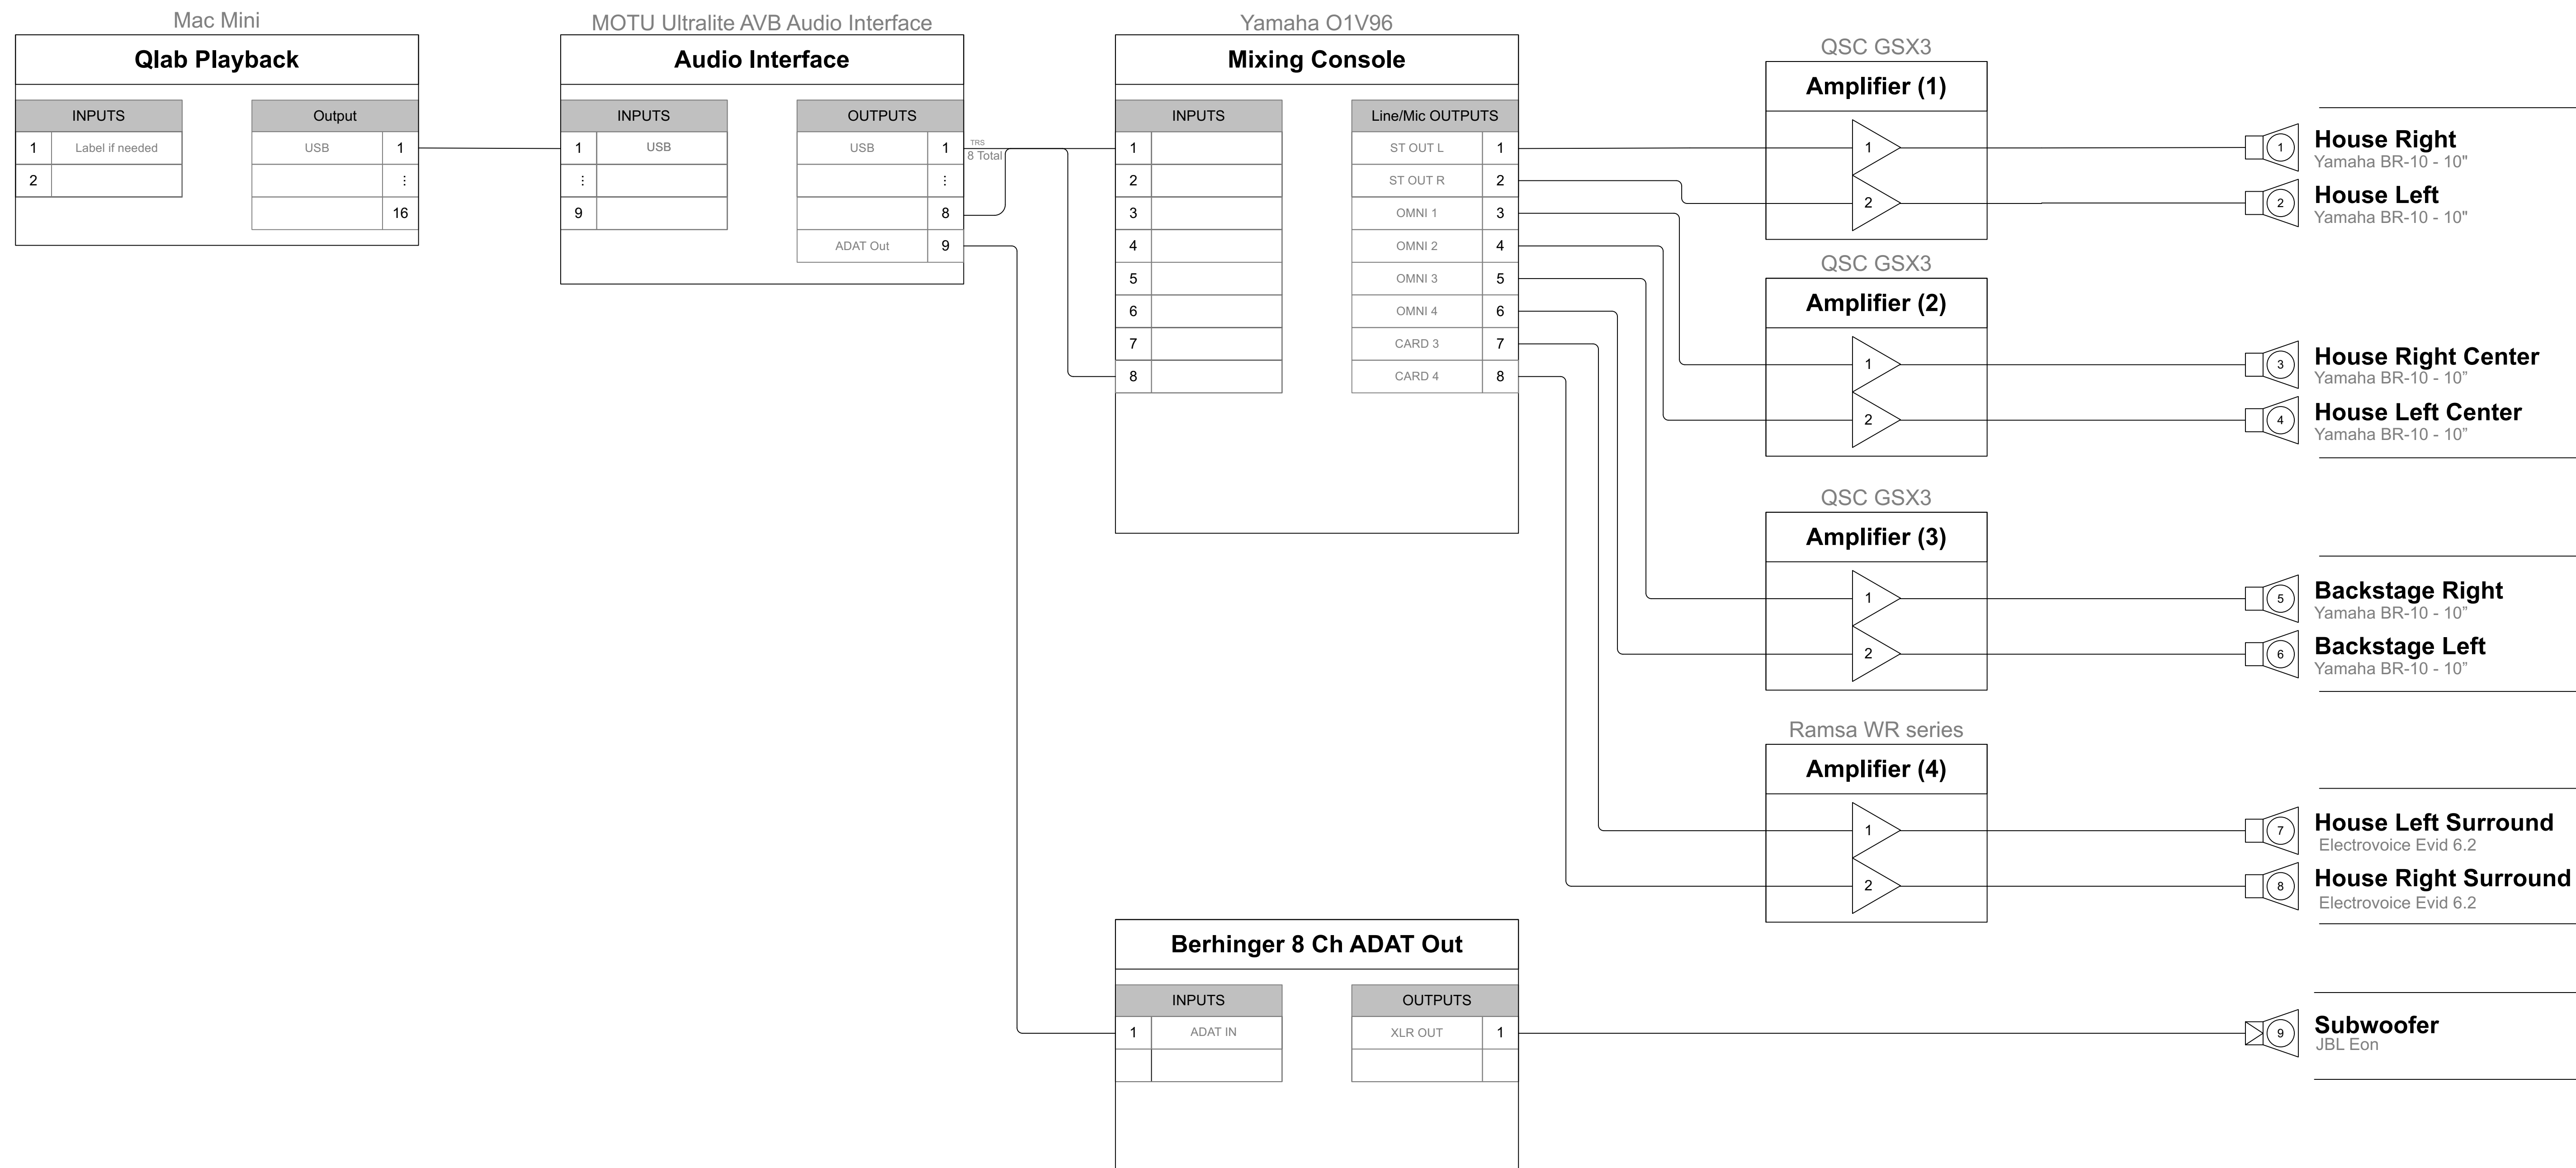 Mac Mini
Qlab Playback
INPUTS
Output
1 Label if needed
USB 1
2
⋮
16
MOTU Ultralite AVB Audio Interface
Audio Interface
INPUTS
OUTPUTS
1 USB
USB 1
⋮
⋮
9
8
ADAT Out 9
TRS
8 Total
Yamaha O1V96
Mixing Console
INPUTS
Line/Mic OUTPUTS
1
ST OUT L 1
2
ST OUT R 2
3
OMNI 1 3
4
OMNI 2 4
5
OMNI 3 5
6
OMNI 4 6
7
CARD 3 7
8
CARD 4 8
QSC GSX3
Amplifier (1)
1
2
QSC GSX3
Amplifier (2)
1
2
QSC GSX3
Amplifier (3)
1
2
Ramsa WR series
Amplifier (4)
1
2
Berhinger 8 Ch ADAT Out
INPUTS
OUTPUTS
1 ADAT IN
XLR OUT 1
1
House Right
Yamaha BR-10 - 10"
2
House Left
Yamaha BR-10 - 10"
3
House Right Center
Yamaha BR-10 - 10”
4
House Left Center
Yamaha BR-10 - 10”
5
Backstage Right
Yamaha BR-10 - 10”
6
Backstage Left
Yamaha BR-10 - 10”
7
House Left Surround
Electrovoice Evid 6.2
8
House Right Surround
Electrovoice Evid 6.2
9
Subwoofer
JBL Eon